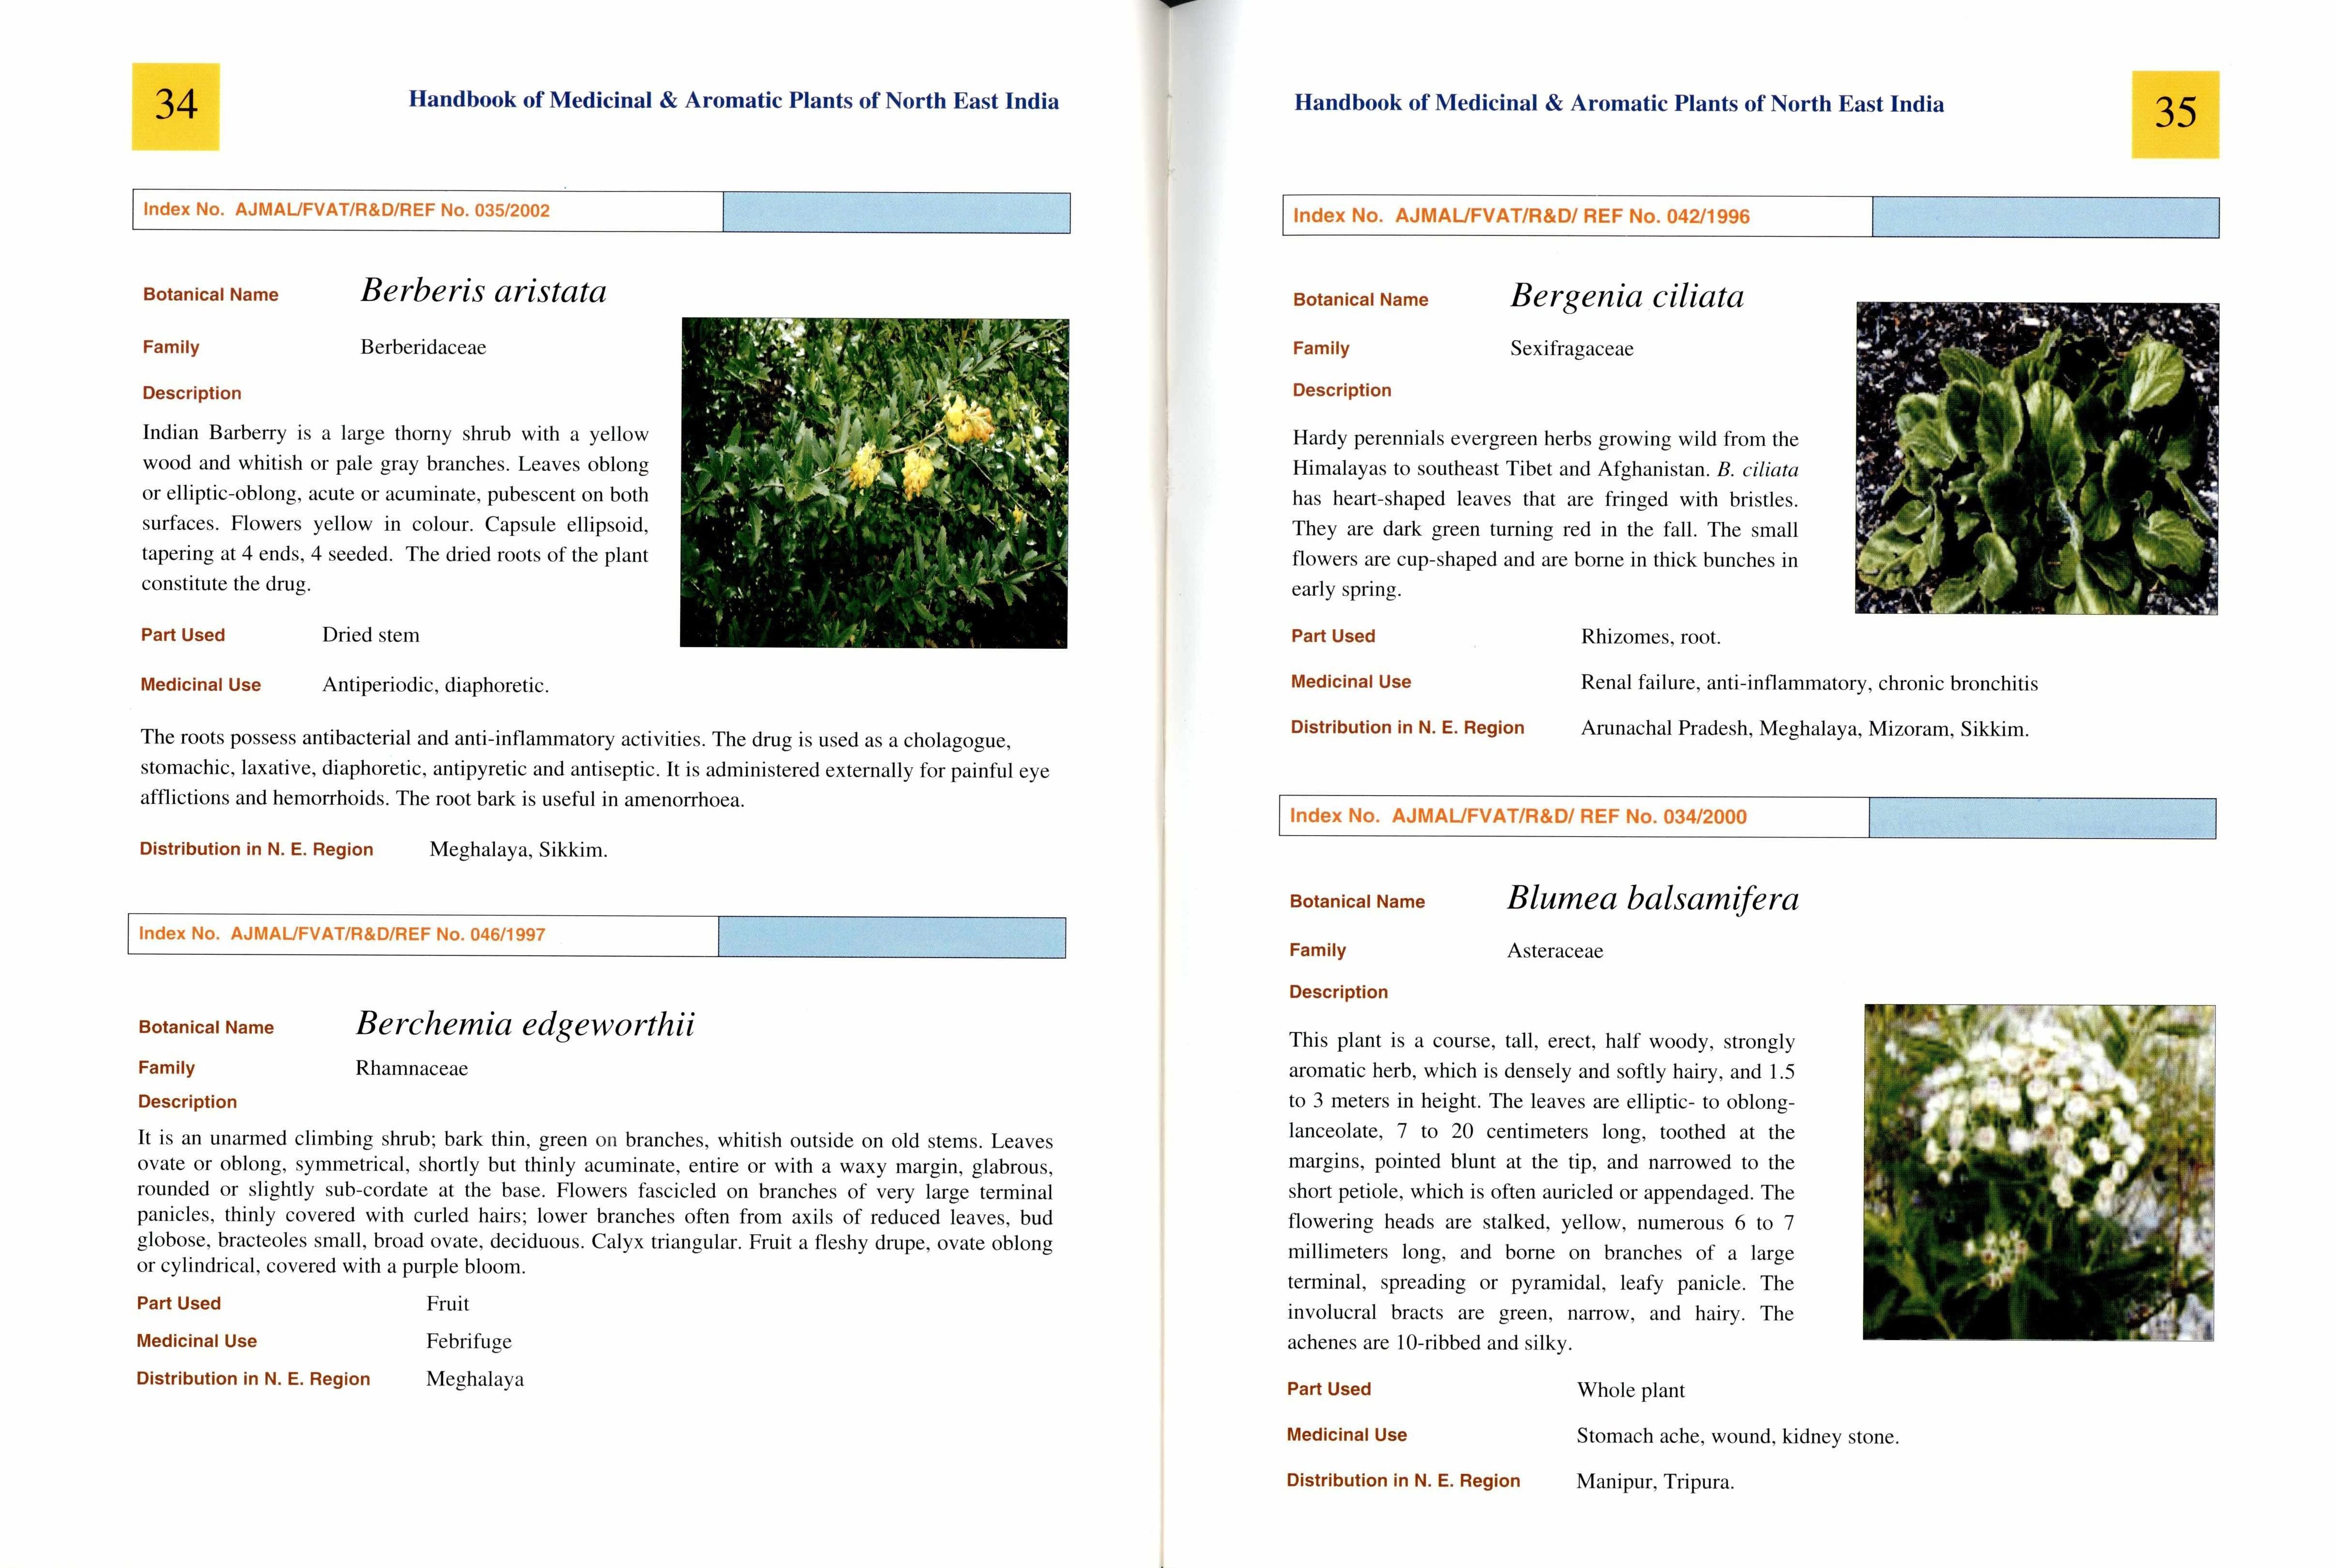 34
Handbook of Medicinal & Aromatic Plants of North East India
Index No. AJMAL/FVAT/R&D/REF No. 035/2002
Botanical Name Berberis aristata
Family Berberidaceae
Description
Indian Barberry is a large thorny shrub with a yellow
wood and whitish or pale gray branches. Leaves oblong
or elliptic-oblong, acute or acuminate, pubescent on both
surfaces. Flowers yellow in colour. Capsule ellipsoid,
tapering at 4 ends, 4 seeded. The dried roots of the plant
constitute the drug.
Part Used Dried stem
Medicinal Use Antiperiodic, diaphoretic.
The roots possess antibacterial and anti-inflammatory activities. The drug is used as a cholagogue,
stomachic, laxative, diaphoretic, antipyretic and antiseptic. It is administered externally for painful eye
afflictions and hemorrhoids. The root bark is useful in amenorrhoea.
Distribution in N. E. Region Meghalaya, Sikkim.
Index No. AJMAL/FVAT/R&D/REF No. 046/1997
Botanical Name Berchemia edgeworthii
Family Rhamnaceae
Description
It is an unarmed climbing shrub; bark thin, green on branches, whitish outside on old stems. Leaves
ovate or oblong, symmetrical, shortly but thinly acuminate, entire or with a waxy margin, glabrous,
rounded or slightly sub-cordate at the base. Flowers fascicled on branches of very large terminal
panicles, thinly covered with curled hairs; lower branches often from axils of reduced leaves, bud
globose, bracteoles small, broad ovate, deciduous. Calyx triangular. Fruit a fleshy drupe, ovate oblong
or cylindrical, covered with a purple bloom.
Part Used Fruit
Medicinal Use Febrifuge
Distribution in N. E. Region Meghalaya
Handbook of Medicinal & Aromatic Plants of North East India
35
Index No. AJMAL/FVAT/R&D/ REF No. 042/1996
Botanical Name Bergenia ciliata
Family Sexifragaceae
Description
Hardy perennials evergreen herbs growing wild from the
Himalayas to southeast Tibet and Afghanistan. B. ciliata
has heart-shaped leaves that are fringed with bristles.
They are dark green turning red in the fall. The small
flowers are cup-shaped and are borne in thick bunches in
early spring.
Part Used Rhizomes, root.
Medicinal Use Renal failure, anti-inflammatory, chronic bronchitis
Distribution in N. E. Region Arunachal Pradesh, Meghalaya, Mizoram, Sikkim.
Index No. AJMAL/FVAT/R&D/ REF No. 034/2000
Botanical Name Blumea balsamifera
Family Asteraceae
Description
This plant is a course, tall, erect, half woody, strongly
aromatic herb, which is densely and softly hairy, and 1.5
to 3 meters in height. The leaves are elliptic- to oblong-
lanceolate, 7 to 20 centimeters long, toothed at the
margins, pointed blunt at the tip, and narrowed to the
short petiole, which is often auricled or appendaged. The
flowering heads are stalked, yellow, numerous 6 to 7
millimeters long, and borne on branches of a large
terminal, spreading or pyramidal, leafy panicle. The
involucral bracts are green, narrow, and hairy. The
achenes are 10-ribbed and silky.
Part Used Whole plant
Medicinal Use Stomach ache, wound, kidney stone.
Distribution in N. E. Region Manipur, Tripura.